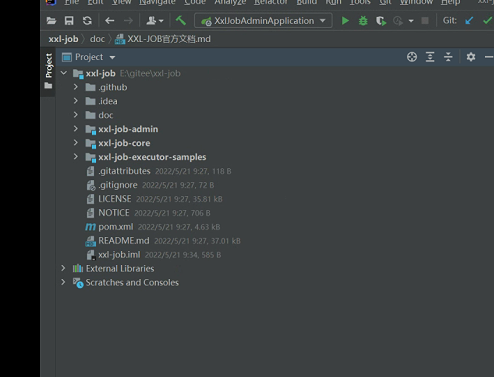 File Edit View Navigate Code Analyze Refactor Build Run Tools Git Window Help
XxlJobAdminApplication Git:
xxl-job doc XXL-JOB官方文档.md
Project
Project
xxl-job E:\gitee\xxl-job
.github
.idea
doc
xxl-job-admin
xxl-job-core
xxl-job-executor-samples
.gitattributes 2022/5/21 9:27, 118 B
.gitignore 2022/5/21 9:27, 72 B
LICENSE 2022/5/21 9:27, 35.81 kB
NOTICE 2022/5/21 9:27, 706 B
pom.xml 2022/5/21 9:27, 4.63 kB
README.md 2022/5/21 9:27, 37.01 kB
xxl-job.iml 2022/5/21 9:34, 585 B
External Libraries
Scratches and Consoles